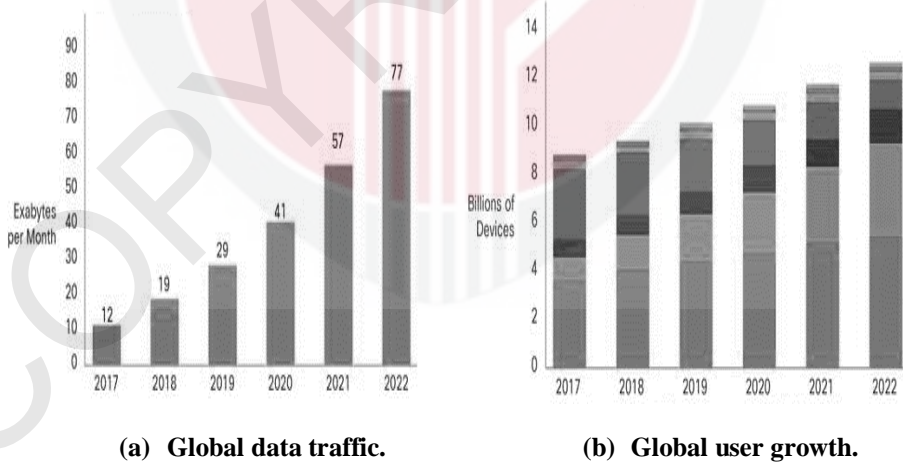 90
80
70
60
50
40
30
20
10
0
Exabytes
per Month
12
19
29
41
57
77
2017 2018 2019 2020 2021 2022
14
12
10
8
6
4
2
0
Billions of
Devices
2017 2018 2019 2020 2021 2022
(a) Global data traffic.
(b) Global user growth.
COPYR